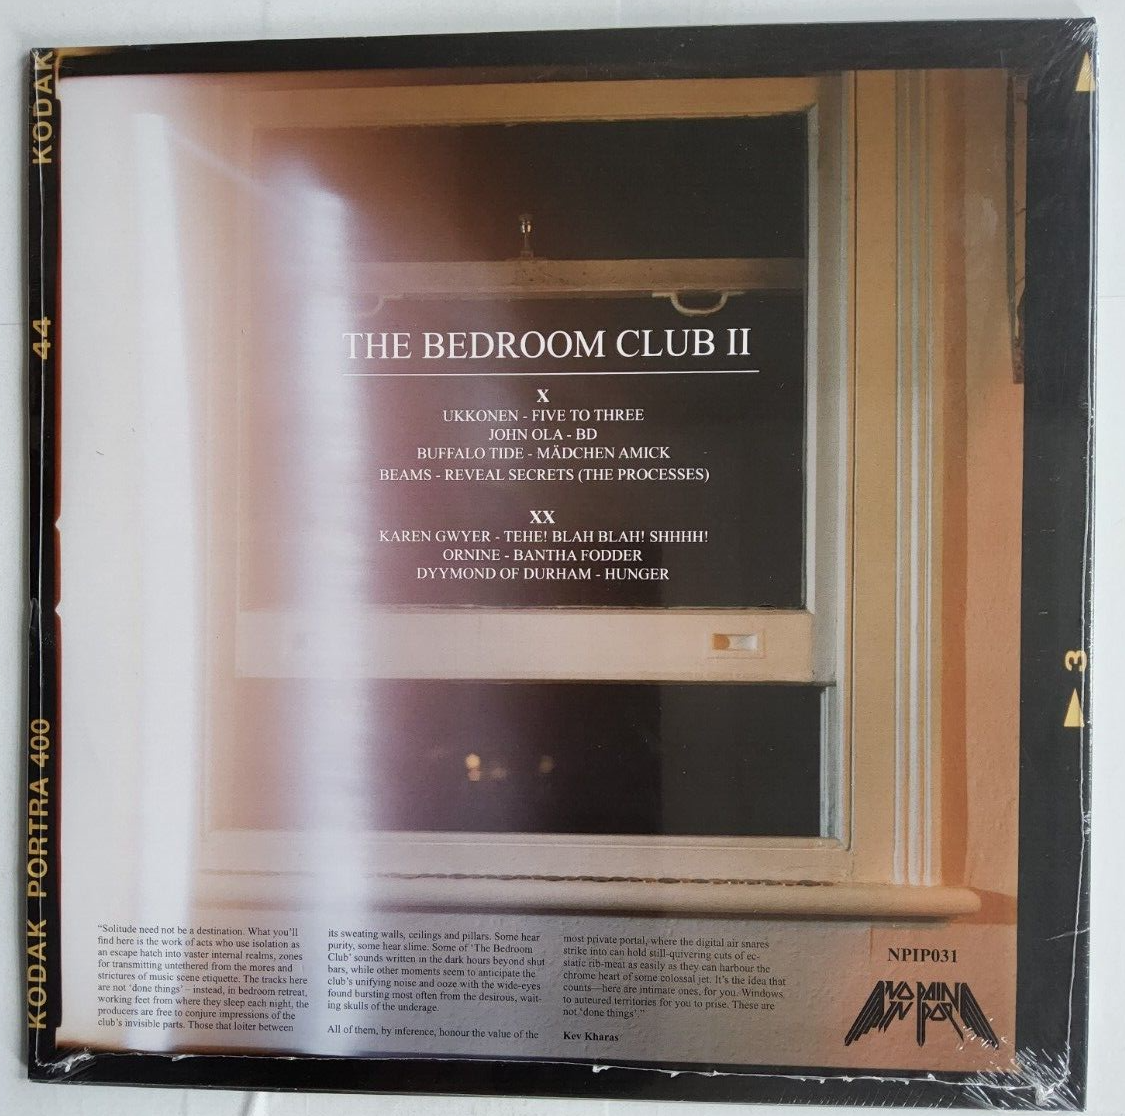 KODAK
44
KODAK PORTRA 400
3
THE BEDROOM CLUB II
X
UKKONEN - FIVE TO THREE
JOHN OLA - BD
BUFFALO TIDE - MÄDCHEN AMICK
BEAMS - REVEAL SECRETS (THE PROCESSES)
XX
KAREN GWYER - TEHE! BLAH BLAH! SHHHH!
ORNINE - BANTHA FODDER
DYYMOND OF DURHAM - HUNGER
"Solitude need not be a destination. What you'll
find here is the work of acts who use isolation as
an escape hatch into vaster internal realms, zones
for transmitting untethered from the mores and
strictures of music scene etiquette. The tracks here
are not 'done things' – instead, in bedroom retreat,
working feet from where they sleep each night, the
producers are free to conjure impressions of the
club's invisible parts. Those that loiter between
its sweating walls, ceilings and pillars. Some hear
purity, some hear slime. Some of 'The Bedroom
Club' sounds written in the dark hours beyond shut
bars, while other moments seem to anticipate the
club's unifying noise and ooze with the wide-eyes
found bursting most often from the desirous, wait-
ing skulls of the underage.
All of them, by inference, honour the value of the
most private portal, where the digital air snares
strike into can hold still-quivering cuts of ec-
static rib-meat as easily as they can harbour the
chrome heart of some colossal jet. It's the idea that
counts—here are intimate ones, for you. Windows
to auteured territories for you to prise. These are
not 'done things'."
Kev Kharas
NPIP031
NO PAIN
IN POP